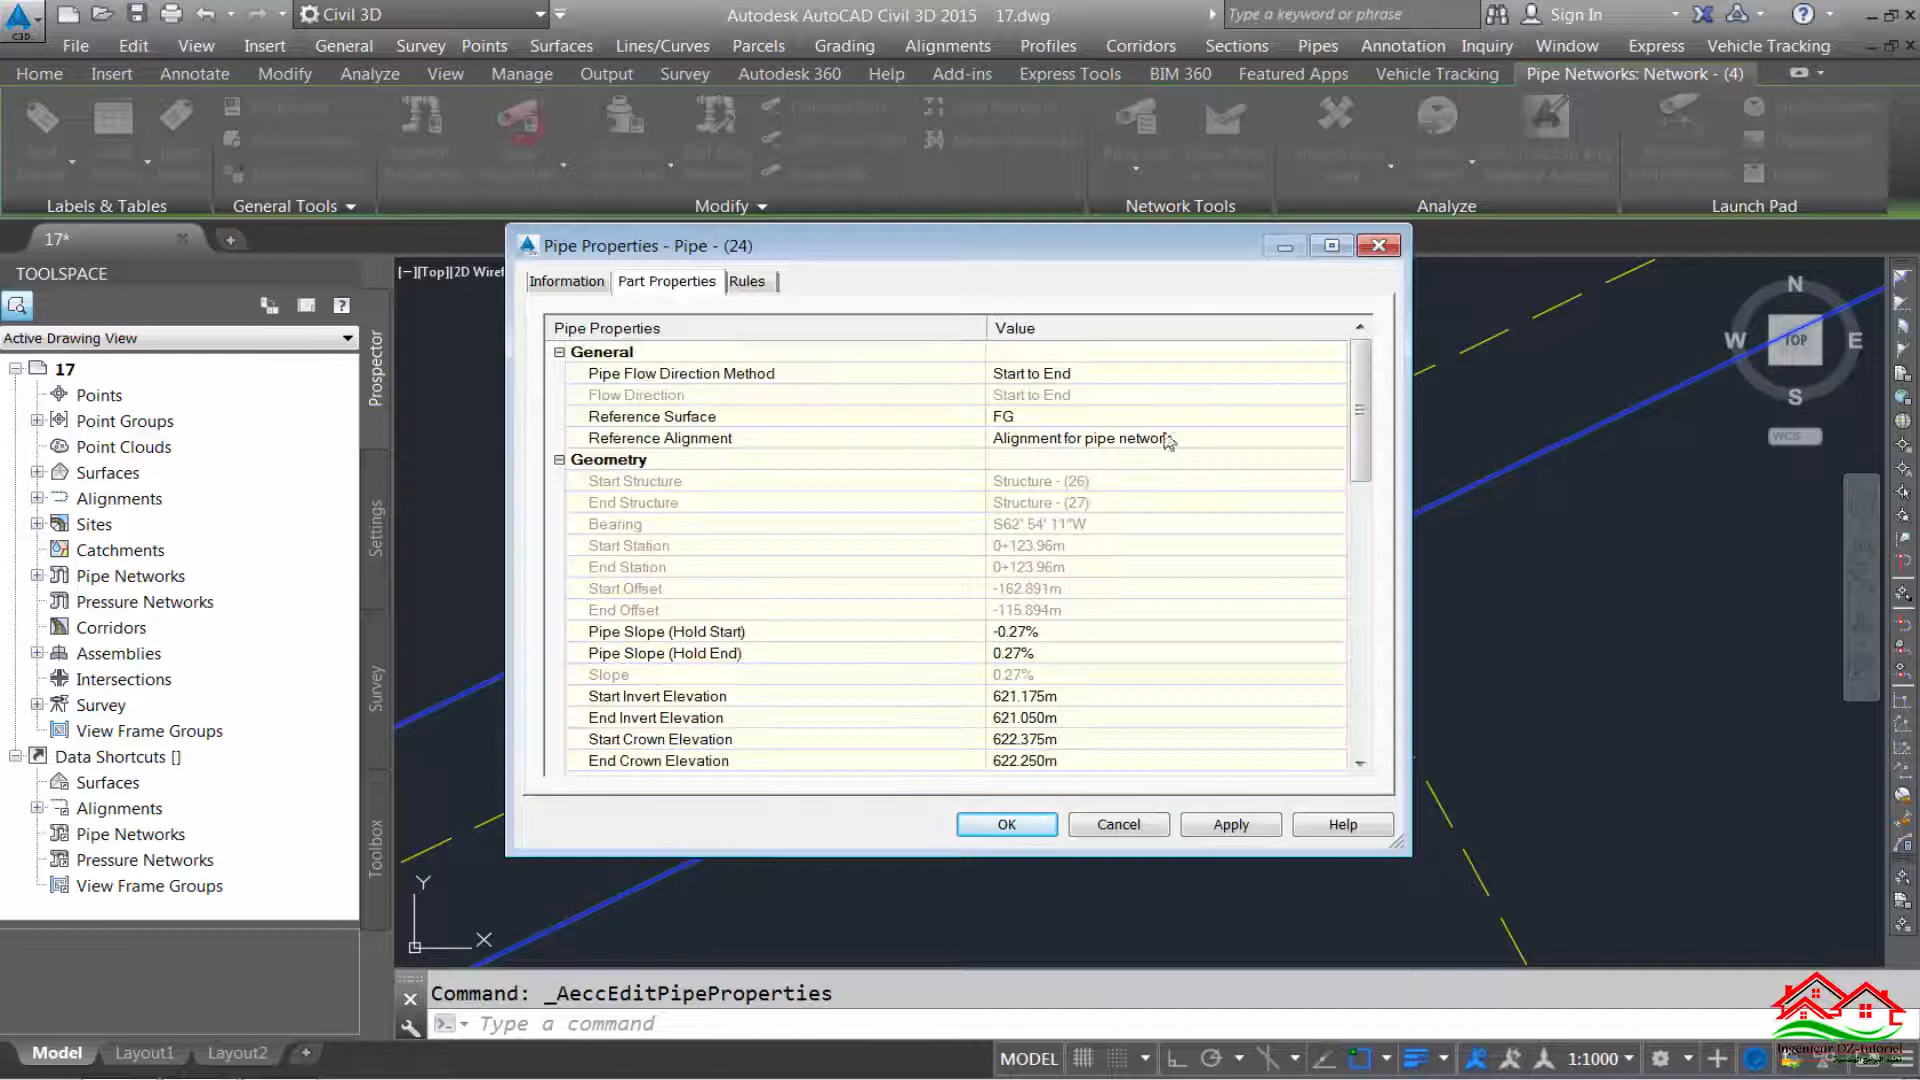 Civil 3D
Autodesk AutoCAD Civil 3D 2015 17.dwg
Type a keyword or phrase
Sign In
File Edit View Insert General Survey Points Surfaces Lines/Curves Parcels Grading Alignments Profiles Corridors Sections Pipes Annotation Inquiry Window Express Vehicle Tracking
Home Insert Annotate Modify Analyze View Manage Output Survey Autodesk 360 Help Add-ins Express Tools BIM 360 Featured Apps Vehicle Tracking Pipe Networks: Network - (4)
Labels & Tables General Tools Modify Network Tools Analyze Launch Pad
17*
TOOLSPACE
Active Drawing View
17
Points
Point Groups
Point Clouds
Surfaces
Alignments
Sites
Catchments
Pipe Networks
Pressure Networks
Corridors
Assemblies
Intersections
Survey
View Frame Groups
Data Shortcuts []
Surfaces
Alignments
Pipe Networks
Pressure Networks
View Frame Groups
Prospector
Settings
Survey
Toolbox
[−][Top][2D Wiref
Pipe Properties - Pipe - (24)
Information Part Properties Rules
Pipe Properties Value
General
Pipe Flow Direction Method Start to End
Flow Direction Start to End
Reference Surface FG
Reference Alignment Alignment for pipe network
Geometry
Start Structure Structure - (26)
End Structure Structure - (27)
Bearing S62° 54' 11"W
Start Station 0+123.96m
End Station 0+123.96m
Start Offset -162.891m
End Offset -115.894m
Pipe Slope (Hold Start) -0.27%
Pipe Slope (Hold End) 0.27%
Slope 0.27%
Start Invert Elevation 621.175m
End Invert Elevation 621.050m
Start Crown Elevation 622.375m
End Crown Elevation 622.250m
OK Cancel Apply Help
N
W TOP E
S
WCS
Y
X
Command: _AeccEditPipeProperties
Type a command
Model Layout1 Layout2 +
MODEL 1:1000
Ingenieur DZ-tutoriel